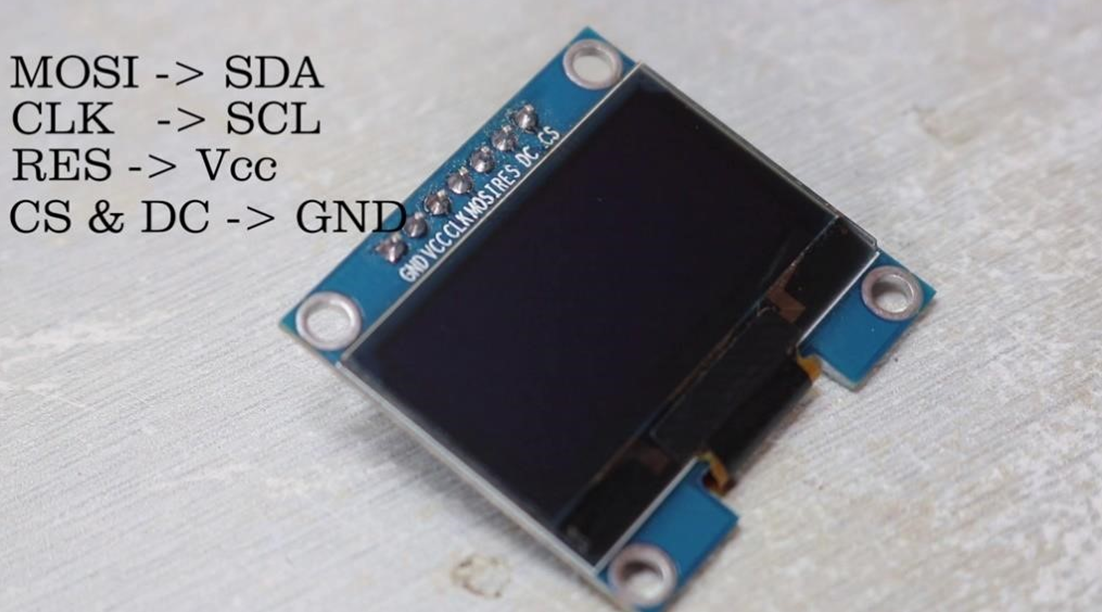 MOSI -> SDA
CLK -> SCL
RES -> Vcc
CS & DC -> GND
GND VCC CLK MOSI RES DC CS